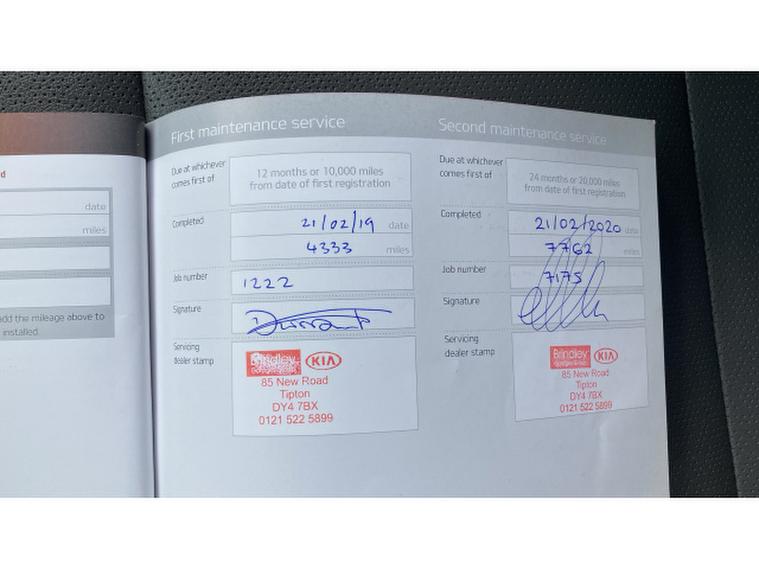 d
date
miles
add the mileage above to
installed.
First maintenance service
Due at whichever
comes first of
12 months or 10,000 miles
from date of first registration
Completed
21/02/19 date
4333 miles
Job number
1222
Signature
Durrant
Servicing
dealer stamp
Brindley KIA
85 New Road
Tipton
DY4 7BX
0121 522 5899
Second maintenance service
Due at whichever
comes first of
24 months or 20,000 miles
from date of first registration
Completed
21/02/2020 date
7762 miles
Job number
7175
Signature
Servicing
dealer stamp
Brindley KIA
85 New Road
Tipton
DY4 7BX
0121 522 5899